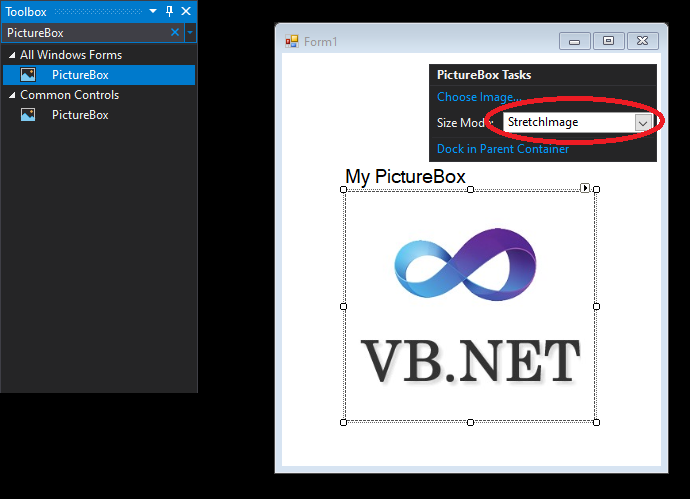 Toolbox
PictureBox
All Windows Forms
PictureBox
Common Controls
PictureBox
Form1
PictureBox Tasks
Choose Image...
Size Mode: StretchImage
Dock in Parent Container
My PictureBox
VB.NET